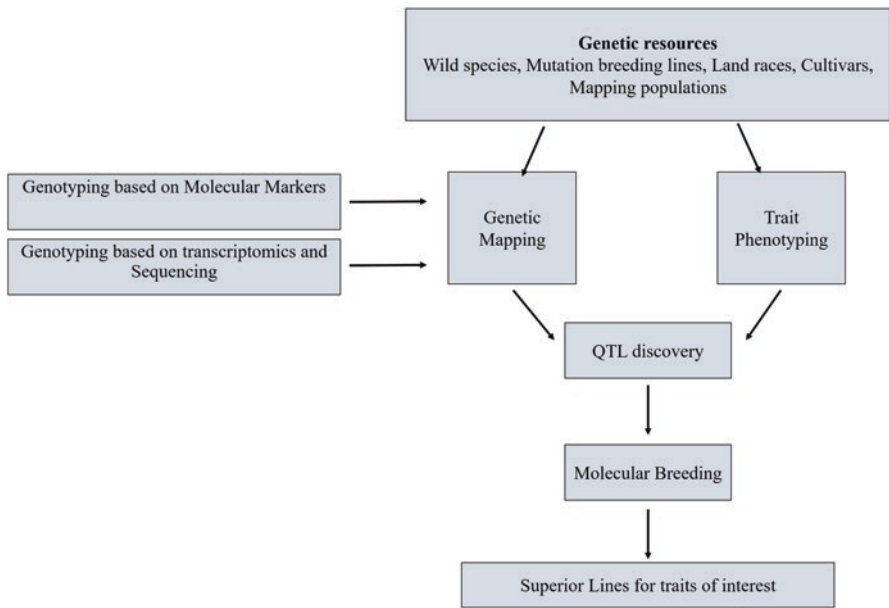 Genetic resources
Wild species, Mutation breeding lines, Land races, Cultivars,
Mapping populations
Genotyping based on Molecular Markers
Genotyping based on transcriptomics and
Sequencing
Genetic
Mapping
Trait
Phenotyping
QTL discovery
Molecular Breeding
Superior Lines for traits of interest